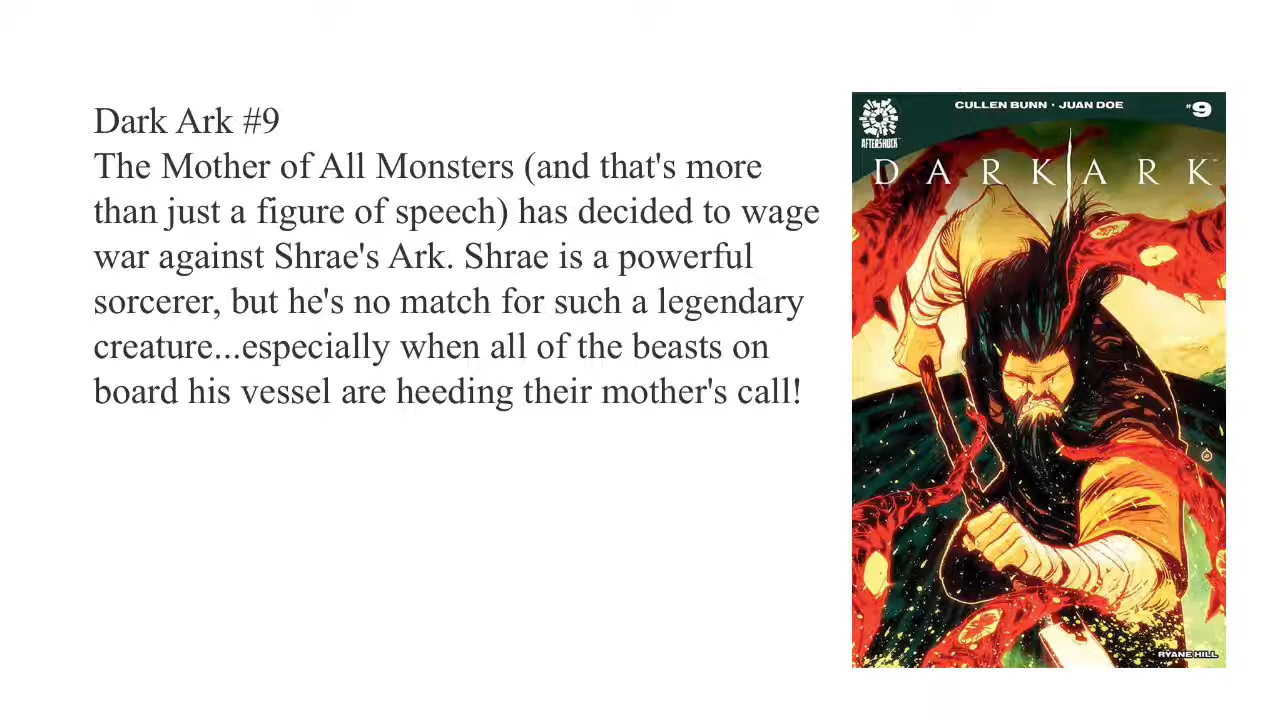 Dark Ark #9
The Mother of All Monsters (and that's more
than just a figure of speech) has decided to wage
war against Shrae's Ark. Shrae is a powerful
sorcerer, but he's no match for such a legendary
creature...especially when all of the beasts on
board his vessel are heeding their mother's call!
CULLEN BUNN · JUAN DOE
#9
AFTERSHOCK
DARK ARK
RYANE HILL